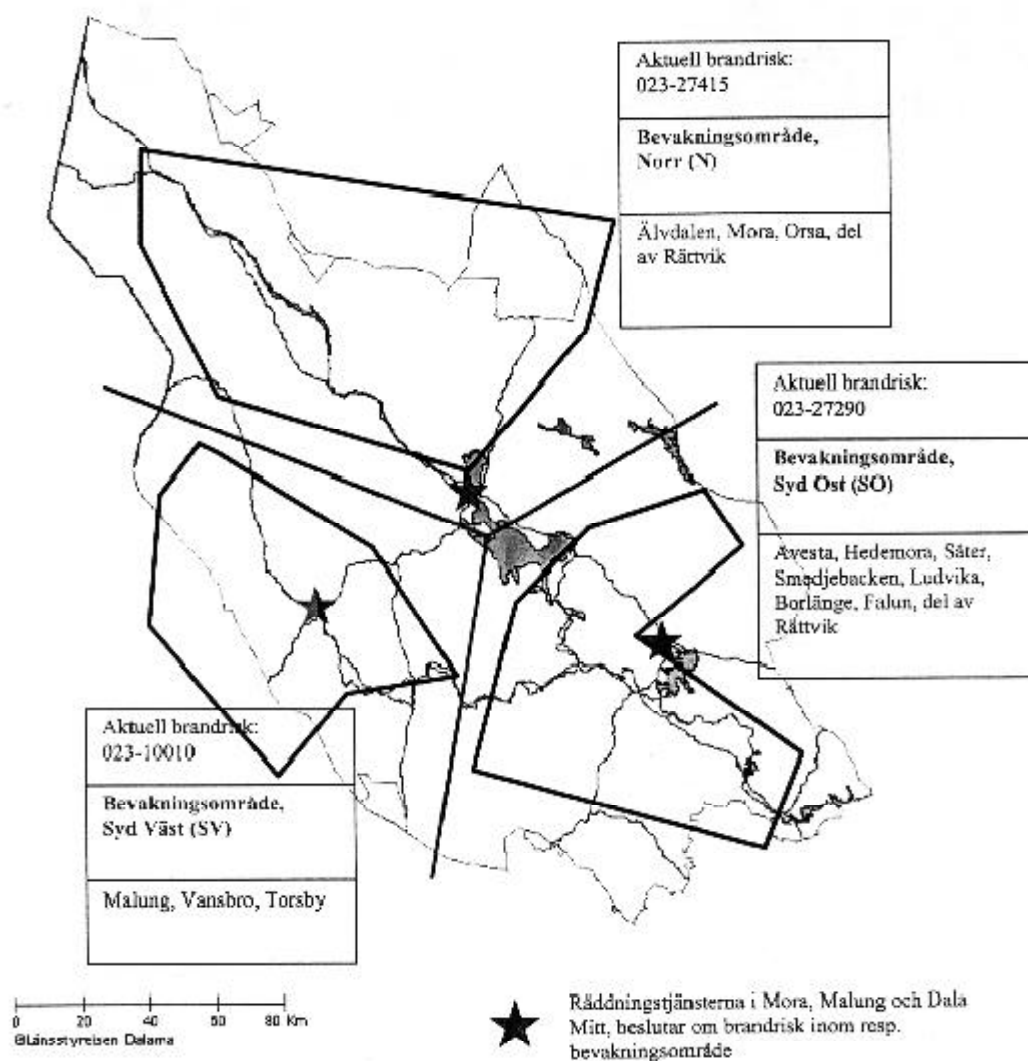 Aktuell brandrisk:
023-27415
Bevakningsområde,
Norr (N)
Älvdalen, Mora, Orsa, del
av Rättvik
Aktuell brandrisk:
023-27290
Bevakningsområde,
Syd Öst (SÖ)
Avesta, Hedemora, Säter,
Smedjebacken, Ludvika,
Borlänge, Falun, del av
Rättvik
Aktuell brandrisk:
023-10010
Bevakningsområde,
Syd Väst (SV)
Malung, Vansbro, Torsby
0 20 40 60 80 Km
©Länsstyrelsen Dalarna
Räddningstjänsterna i Mora, Malung och Dala
Mitt, beslutar om brandrisk inom resp.
bevakningsområde